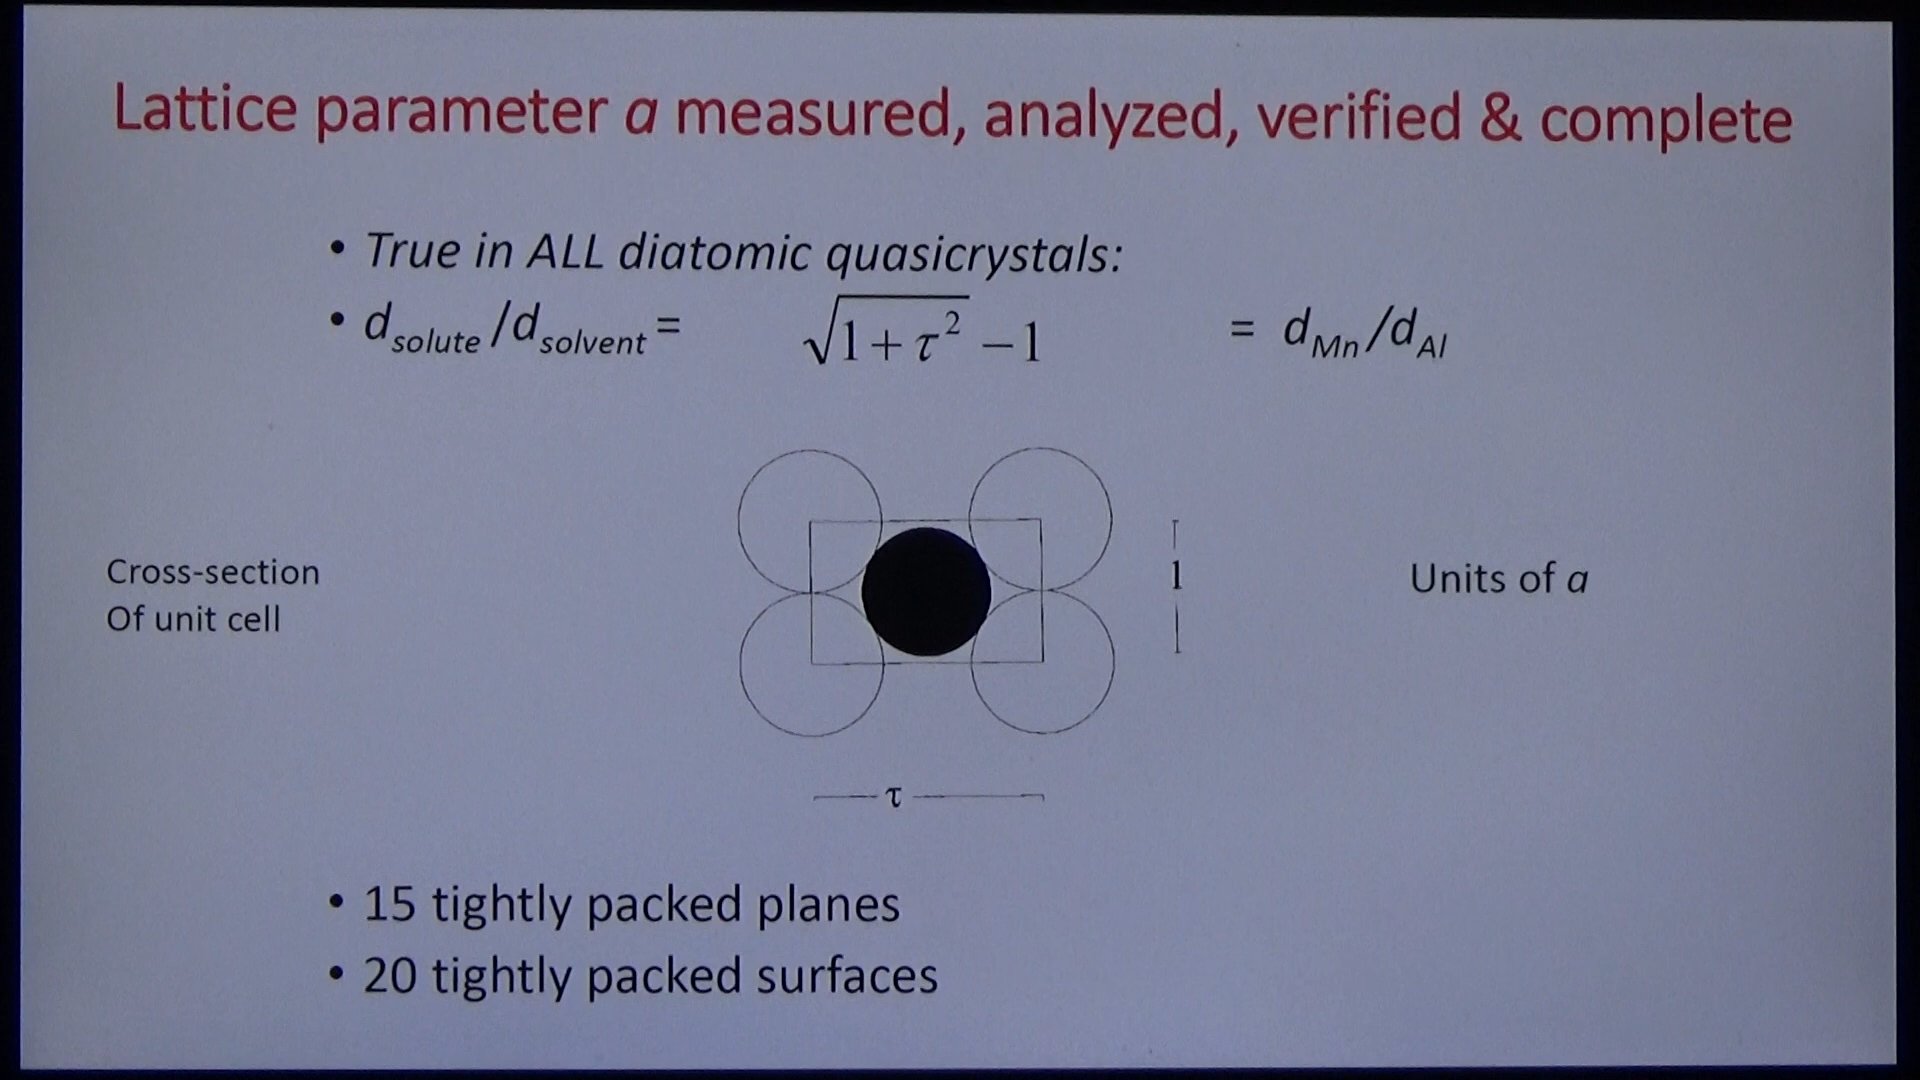 Lattice parameter a measured, analyzed, verified & complete
• True in ALL diatomic quasicrystals:
• d_solute/d_solvent = √(1+τ²) −1 = d_Mn/d_Al
Cross-section
Of unit cell
1
Units of a
τ
• 15 tightly packed planes
• 20 tightly packed surfaces